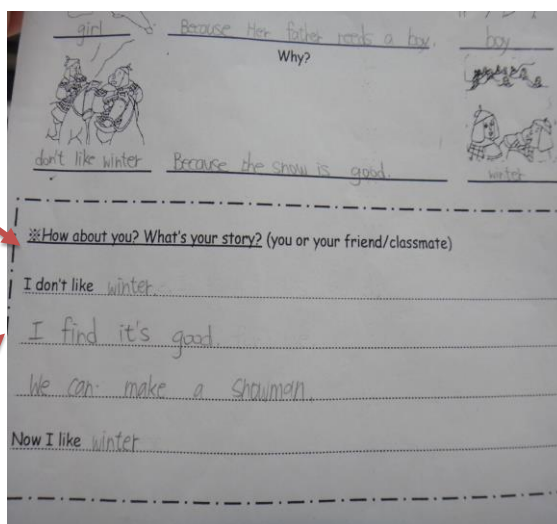 girl Because Her father needs a boy. boy
Why?
don't like winter Because the snow is good. winter
※How about you? What's your story? (you or your friend/classmate)
I don't like winter.
I find it's good.
We can make a snowman.
Now I like winter